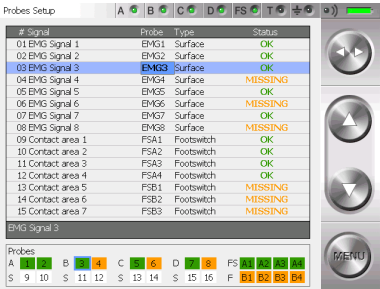 Probes Setup A B C D FS T
# Signal Probe Type Status
01 EMG Signal 1 EMG1 Surface OK
02 EMG Signal 2 EMG2 Surface OK
03 EMG Signal 3 EMG3 Surface OK
04 EMG Signal 4 EMG4 Surface MISSING
05 EMG Signal 5 EMG5 Surface OK
06 EMG Signal 6 EMG6 Surface MISSING
07 EMG Signal 7 EMG7 Surface OK
08 EMG Signal 8 EMG8 Surface MISSING
09 Contact area 1 FSA1 Footswitch OK
10 Contact area 2 FSA2 Footswitch OK
11 Contact area 3 FSA3 Footswitch OK
12 Contact area 4 FSA4 Footswitch OK
13 Contact area 5 FSB1 Footswitch MISSING
14 Contact area 6 FSB2 Footswitch MISSING
15 Contact area 7 FSB3 Footswitch MISSING
EMG Signal 3
Probes
A 1 2 B 3 4 C 5 6 D 7 8 FS A1 A2 A3 A4
S 9 10 S 11 12 S 13 14 S 15 16 F B1 B2 B3 B4
MENU